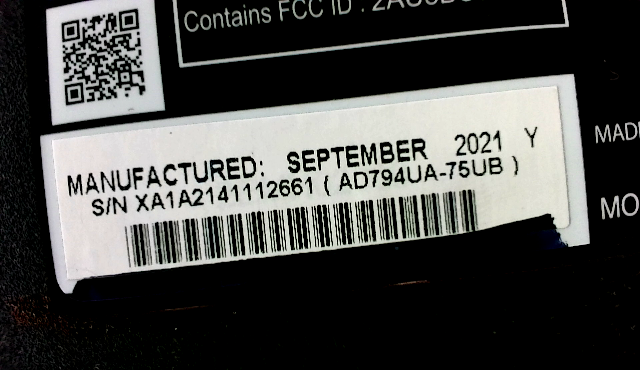 Contains FCC ID :
MANUFACTURED: SEPTEMBER 2021 Y
S/N XA1A2141112661 ( AD794UA-75UB )